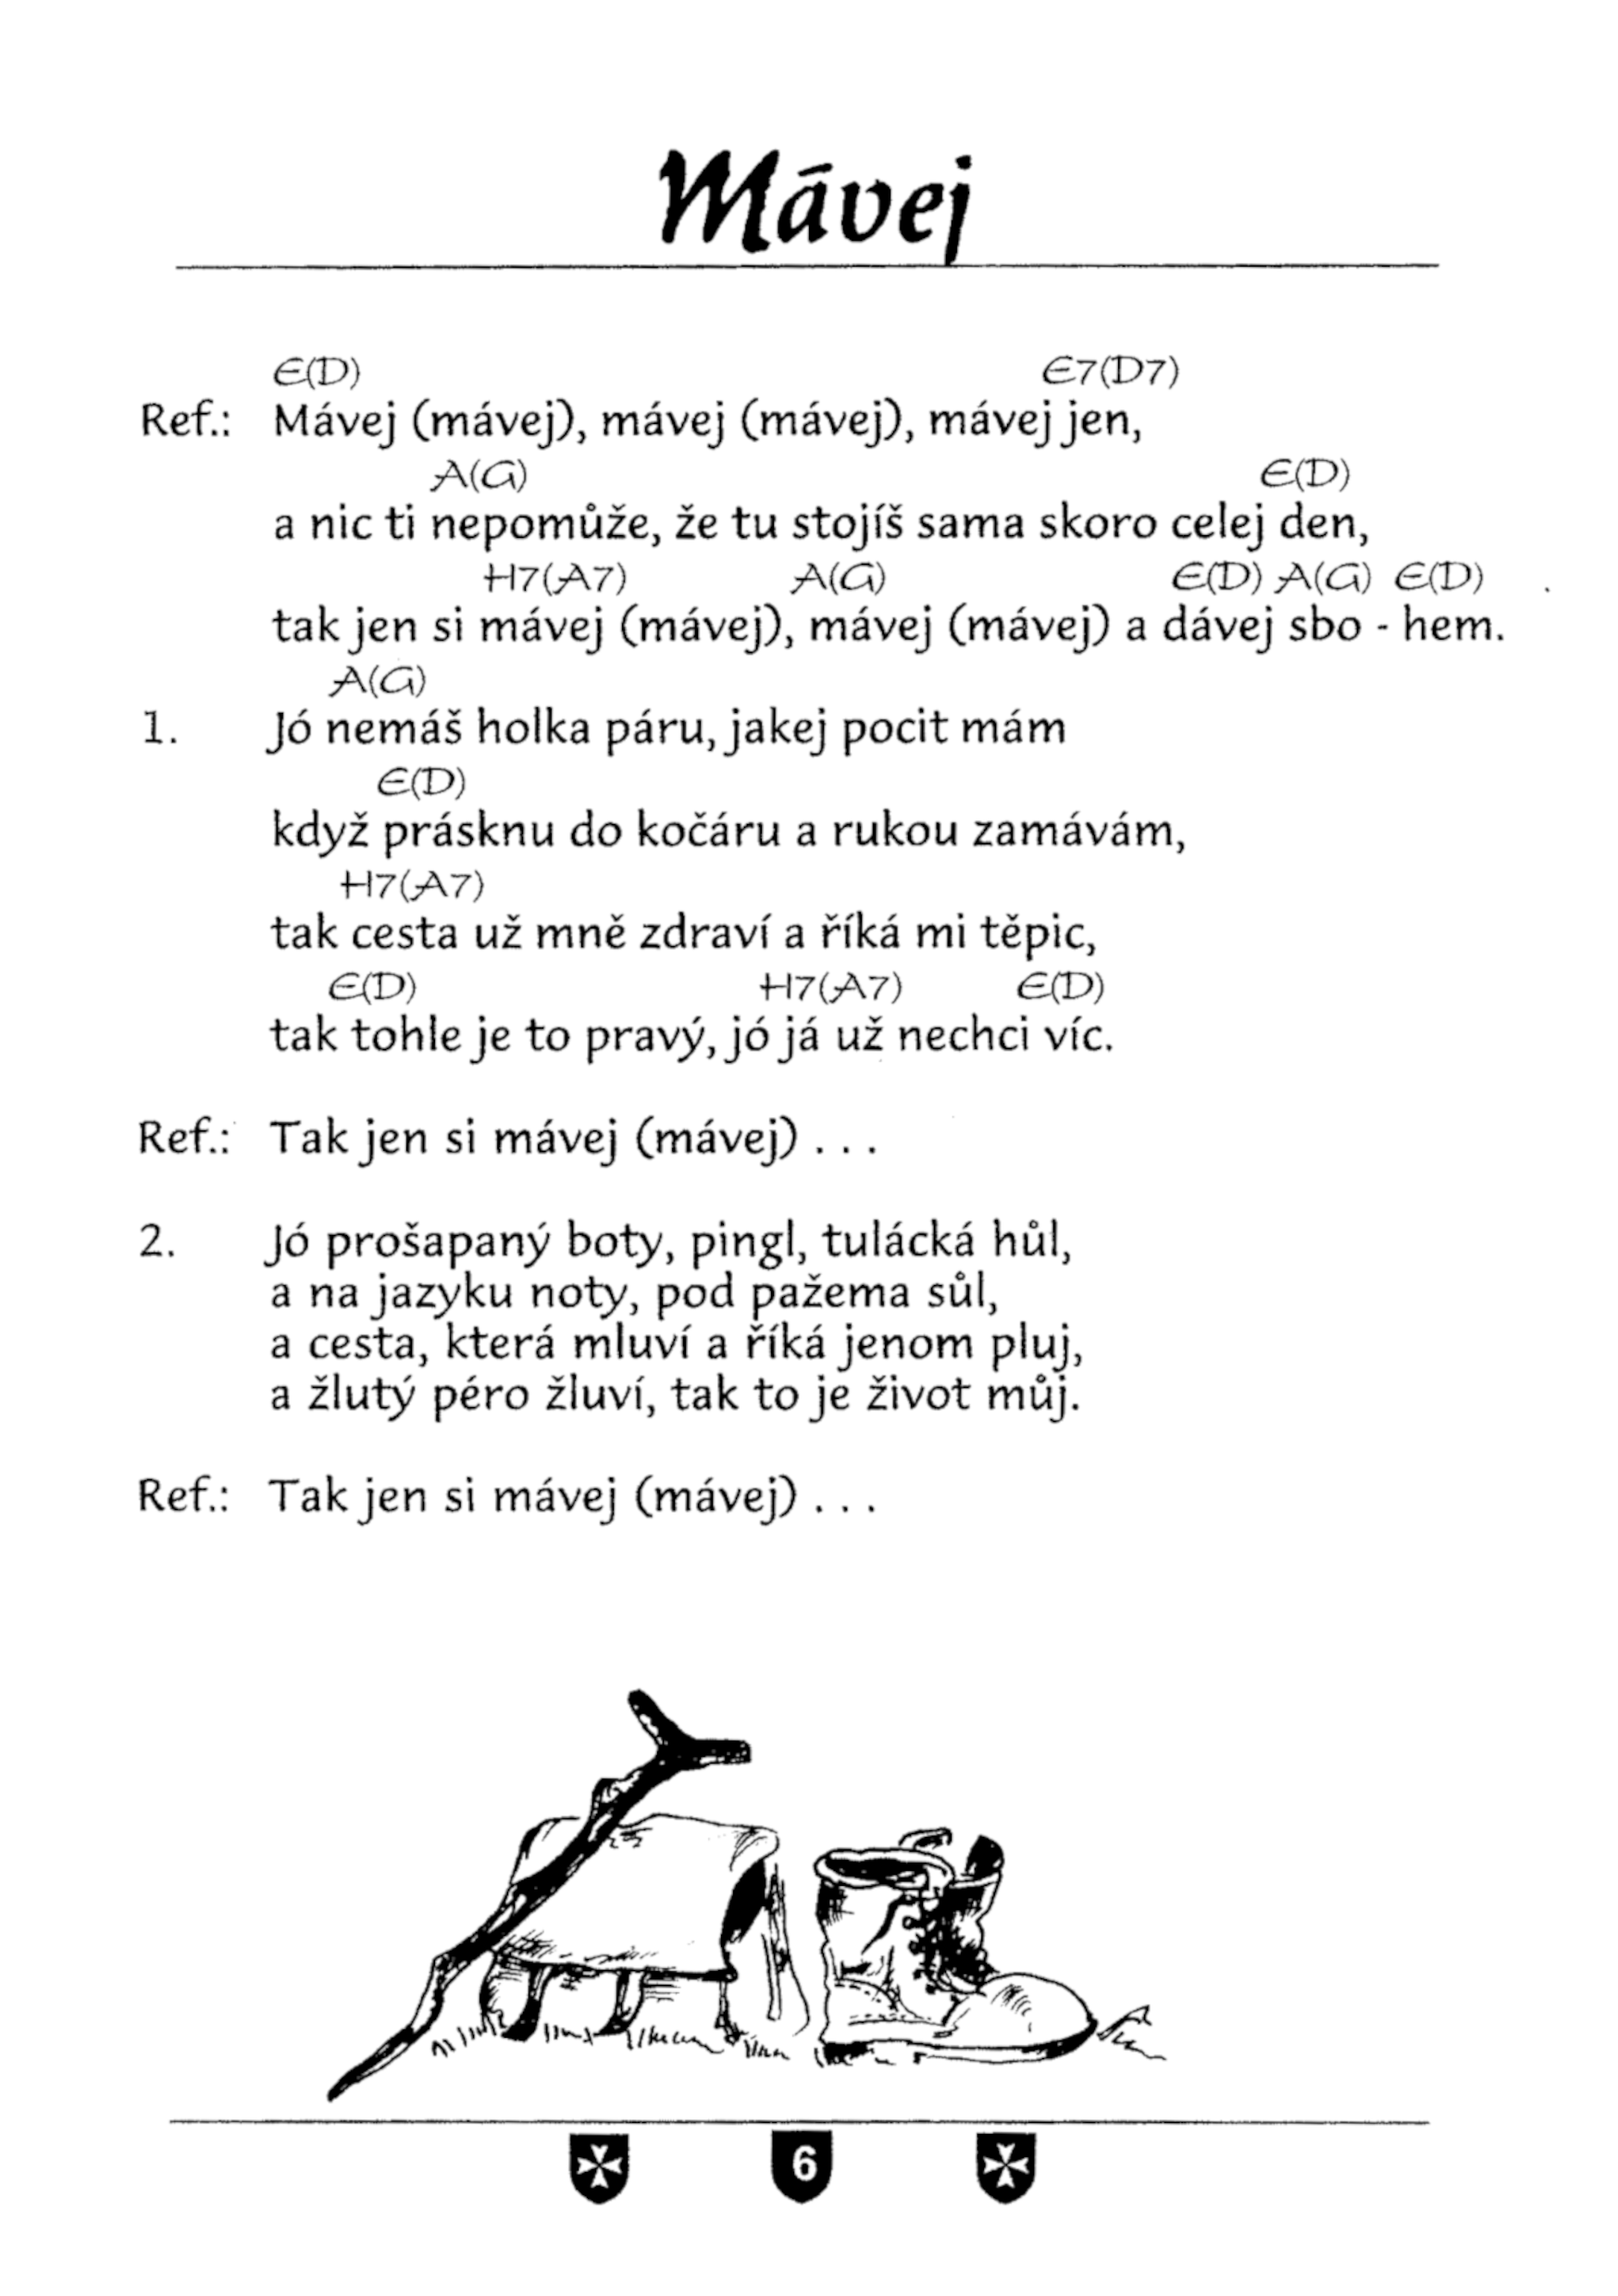 Mávej
E(D) E7(D7)
Ref.: Mávej (mávej), mávej (mávej), mávej jen,
A(G) E(D)
a nic ti nepomůže, že tu stojíš sama skoro celej den,
H7(A7) A(G) E(D) A(G) E(D)
tak jen si mávej (mávej), mávej (mávej) a dávej sbo - hem.
A(G)
1. Jó nemáš holka páru, jakej pocit mám
E(D)
když prásknu do kočáru a rukou zamávám,
H7(A7)
tak cesta už mně zdraví a říká mi těpic,
E(D) H7(A7) E(D)
tak tohle je to pravý, jó já už nechci víc.
Ref.: Tak jen si mávej (mávej) . . .
2. Jó prošapaný boty, pingl, tulácká hůl,
a na jazyku noty, pod pažema sůl,
a cesta, která mluví a říká jenom pluj,
a žlutý péro žluví, tak to je život můj.
Ref.: Tak jen si mávej (mávej) . . .
6